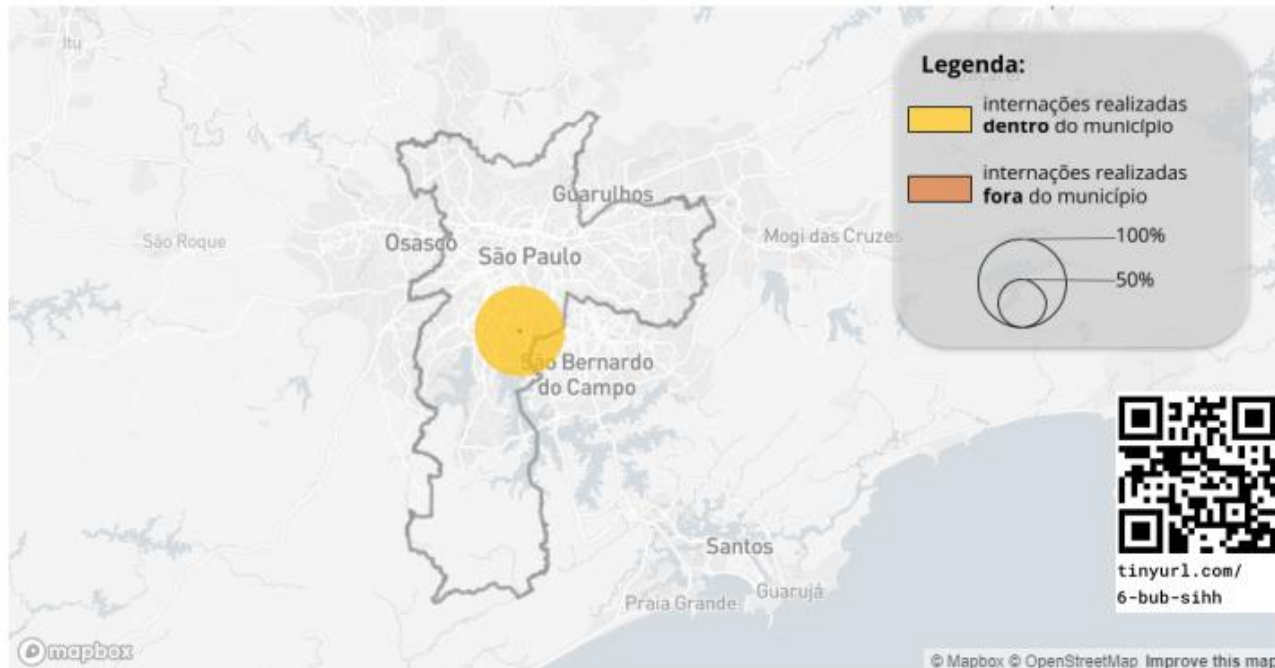 Itu
Legenda:
internações realizadas
dentro do município
internações realizadas
fora do município
100%
50%
Guarulhos
São Roque
Osasco
São Paulo
Mogi das Cruzes
São Bernardo
do Campo
Santos
Guarujá
Praia Grande
tinyurl.com/
6-bub-sihh
mapbox
© Mapbox © OpenStreetMap Improve this map